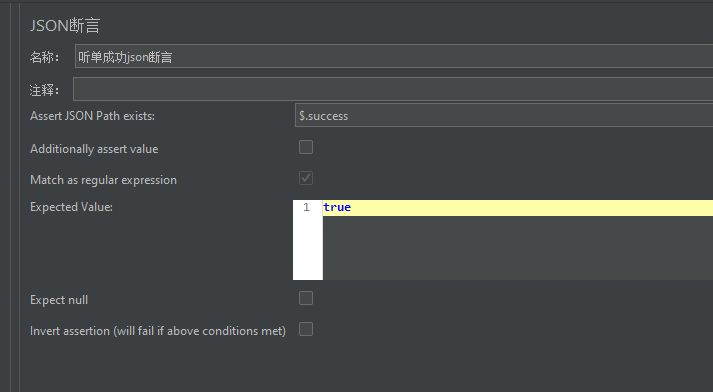 JSON断言
名称： 听单成功json断言
注释：
Assert JSON Path exists: $.success
Additionally assert value
Match as regular expression
Expected Value: 1 true
Expect null
Invert assertion (will fail if above conditions met)